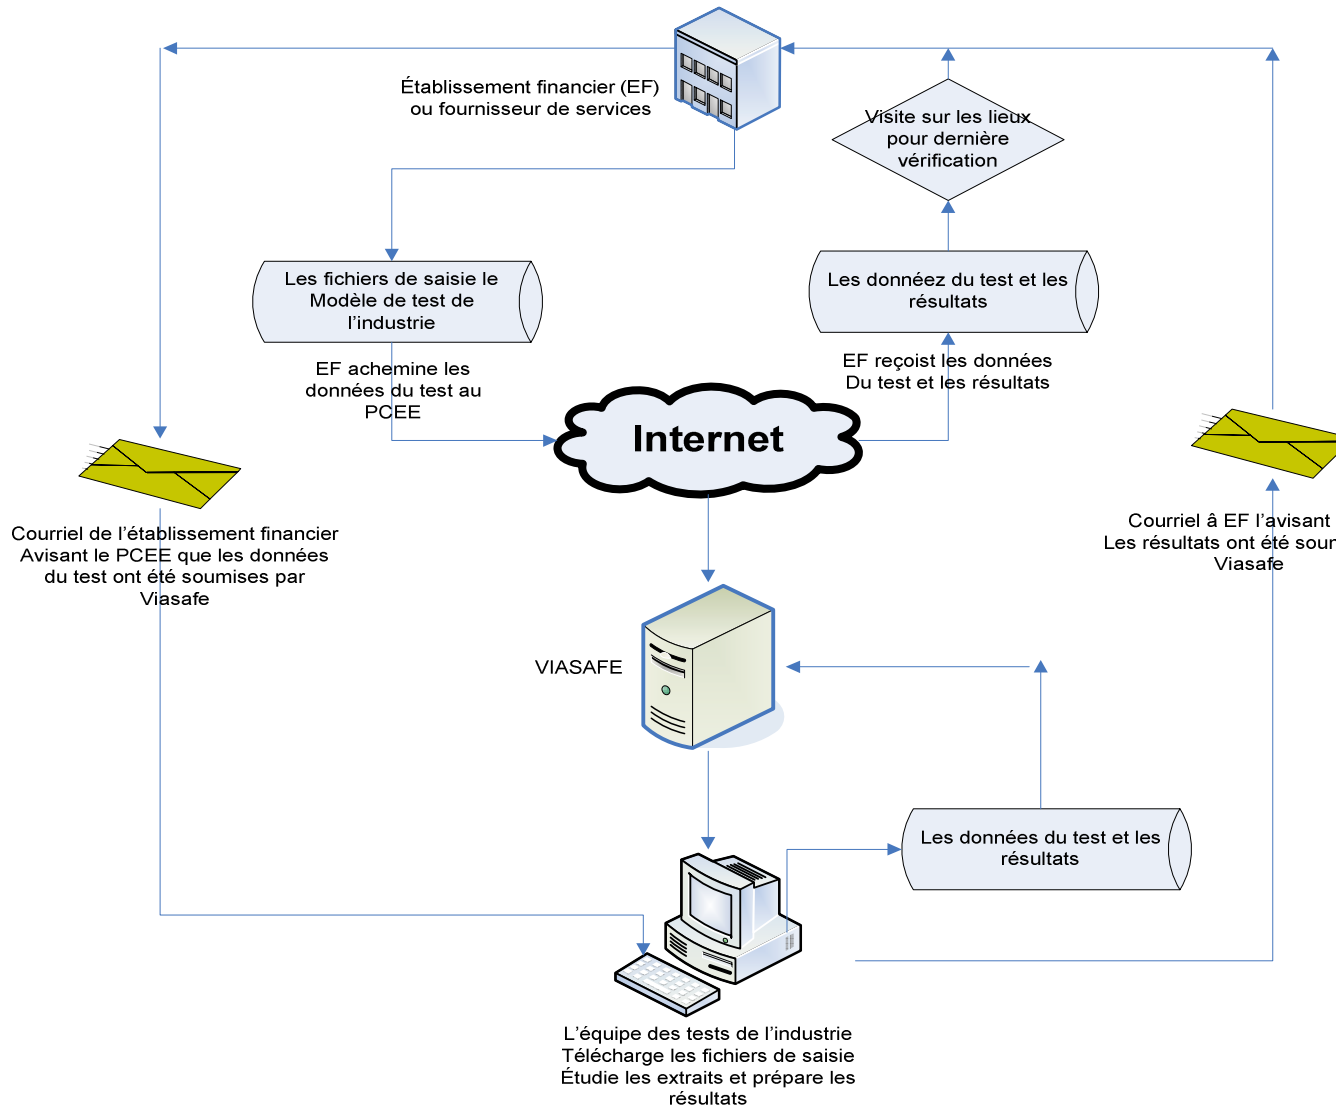 Établissement financier (EF)
ou fournisseur de services
Visite sur les lieux
pour dernière
vérification
Les fichiers de saisie le
Modèle de test de
l’industrie
Les donnéez du test et les
résultats
EF achemine les
données du test au
PCEE
EF reçoist les données
Du test et les résultats
Internet
Courriel de l’établissement financier
Avisant le PCEE que les données
du test ont été soumises par
Viasafe
Courriel â EF l’avisant
Les résultats ont été
Viasafe
VIASAFE
Les données du test et les
résultats
L’équipe des tests de l’industrie
Télécharge les fichiers de saisie
Étudie les extraits et prépare les
résultats